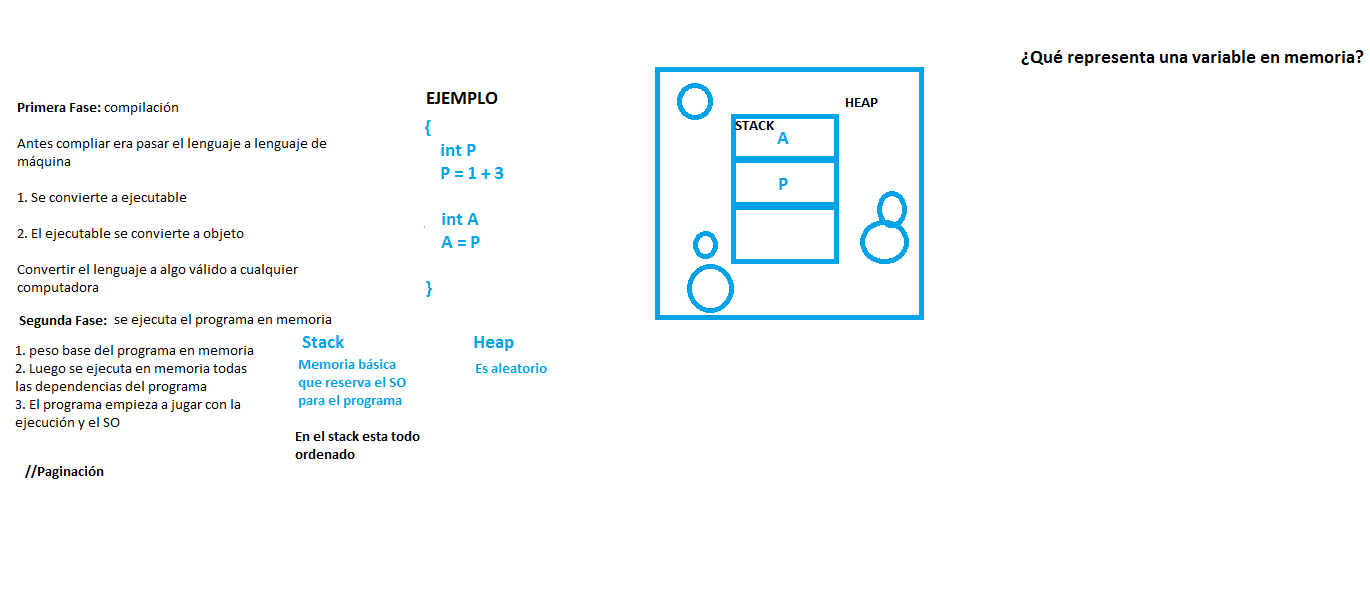 ¿Qué representa una variable en memoria?
Primera Fase: compilación
Antes compliar era pasar el lenguaje a lenguaje de
máquina
1. Se convierte a ejecutable
2. El ejecutable se convierte a objeto
Convertir el lenguaje a algo válido a cualquier
computadora
Segunda Fase: se ejecuta el programa en memoria
1. peso base del programa en memoria
2. Luego se ejecuta en memoria todas
las dependencias del programa
3. El programa empieza a jugar con la
ejecución y el SO
//Paginación
Stack
Memoria básica
que reserva el SO
para el programa
En el stack esta todo
ordenado
Heap
Es aleatorio
EJEMPLO
{
int P
P = 1 + 3
int A
A = P
}
HEAP
STACK
A
P